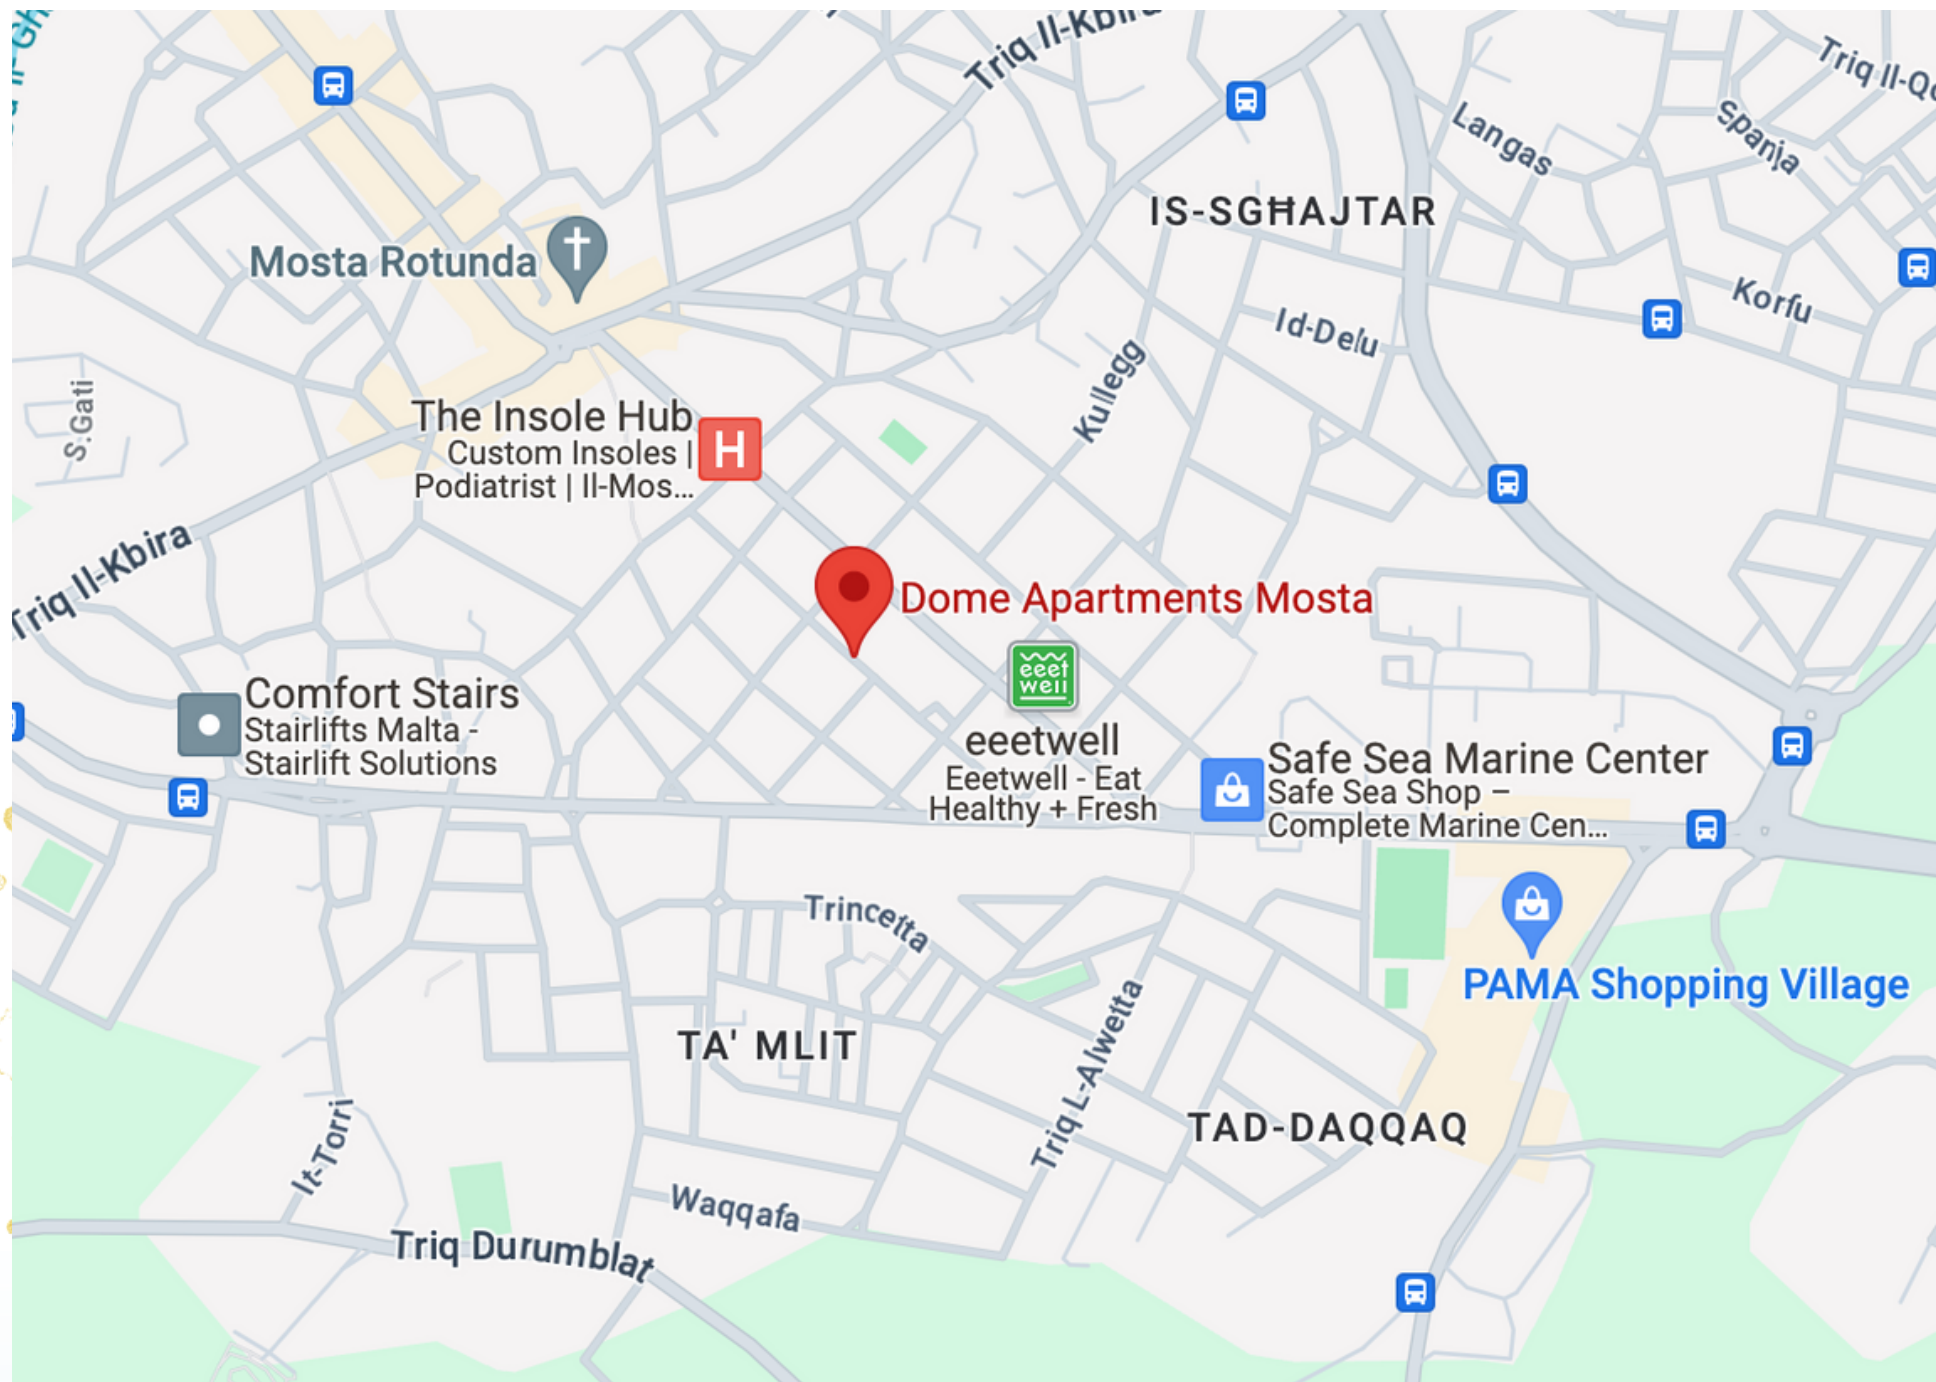 Triq Il-Kbira
Triq Il-Q
Langas
Spanja
IS-SGĦAJTAR
Mosta Rotunda
Korfu
Id-Delu
Kullegg
S.Gati
The Insole Hub
Custom Insoles |
Podiatrist | Il-Mos...
Triq Il-Kbira
Dome Apartments Mosta
eeet
well
Comfort Stairs
Stairlifts Malta -
Stairlift Solutions
eeetwell
Eeetwell - Eat
Healthy + Fresh
Safe Sea Marine Center
Safe Sea Shop –
Complete Marine Cen...
Trincetta
PAMA Shopping Village
Triq L-Alwetta
TA' MLIT
TAD-DAQQAQ
It-Torri
Waqqafa
Triq Durumblat